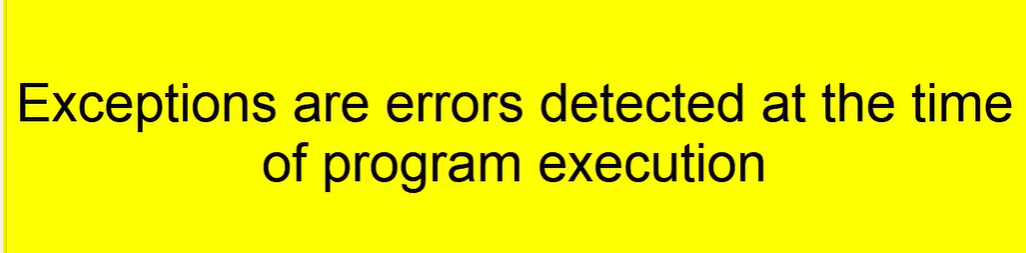 Exceptions are errors detected at the time
of program execution